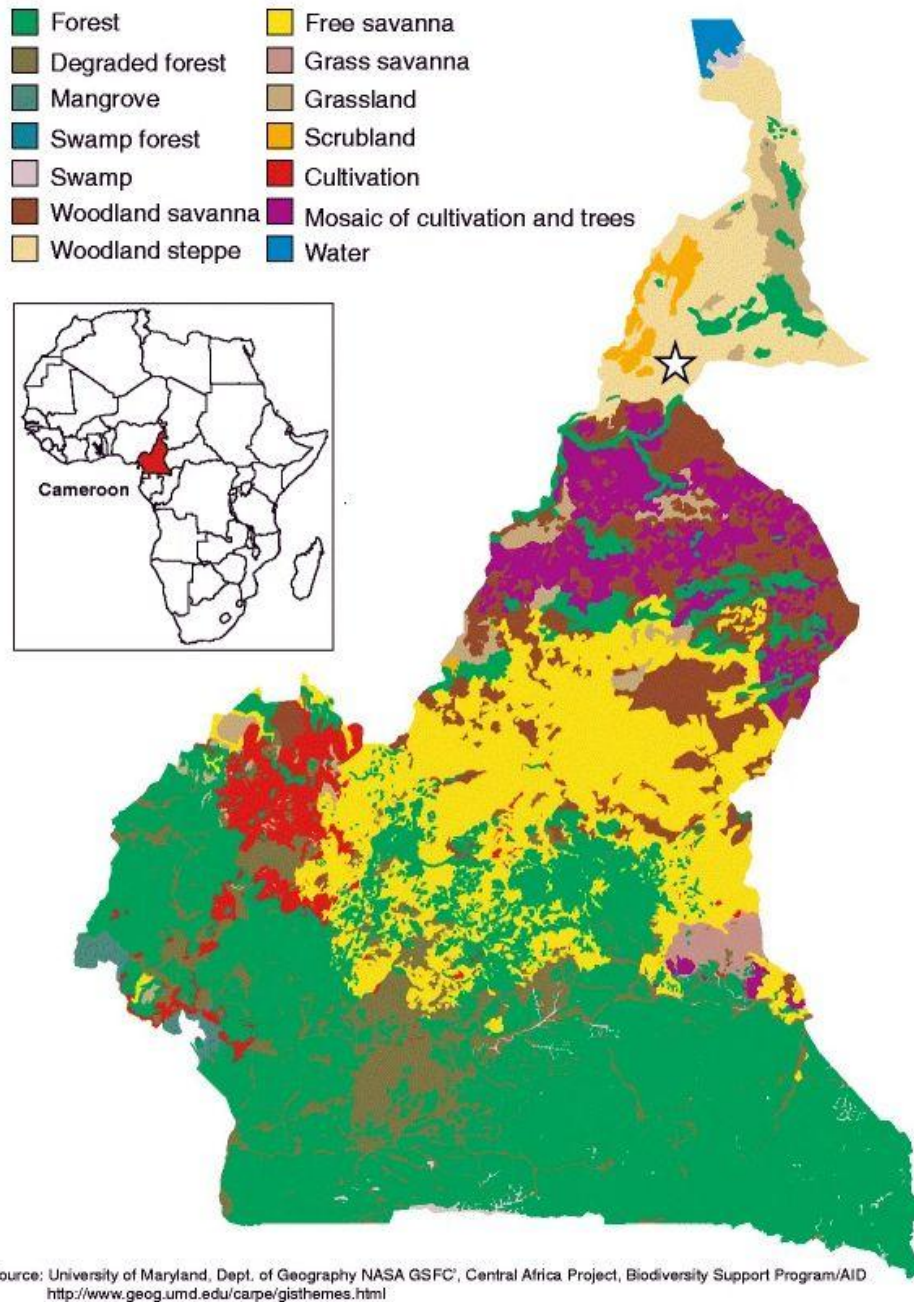 Forest
Degraded forest
Mangrove
Swamp forest
Swamp
Woodland savanna
Woodland steppe
Free savanna
Grass savanna
Grassland
Scrubland
Cultivation
Mosaic of cultivation and trees
Water
Cameroon
ource: University of Maryland, Dept. of Geography NASA GSFC', Central Africa Project, Biodiversity Support Program/AID
http://www.geog.umd.edu/carpe/gisthemes.html